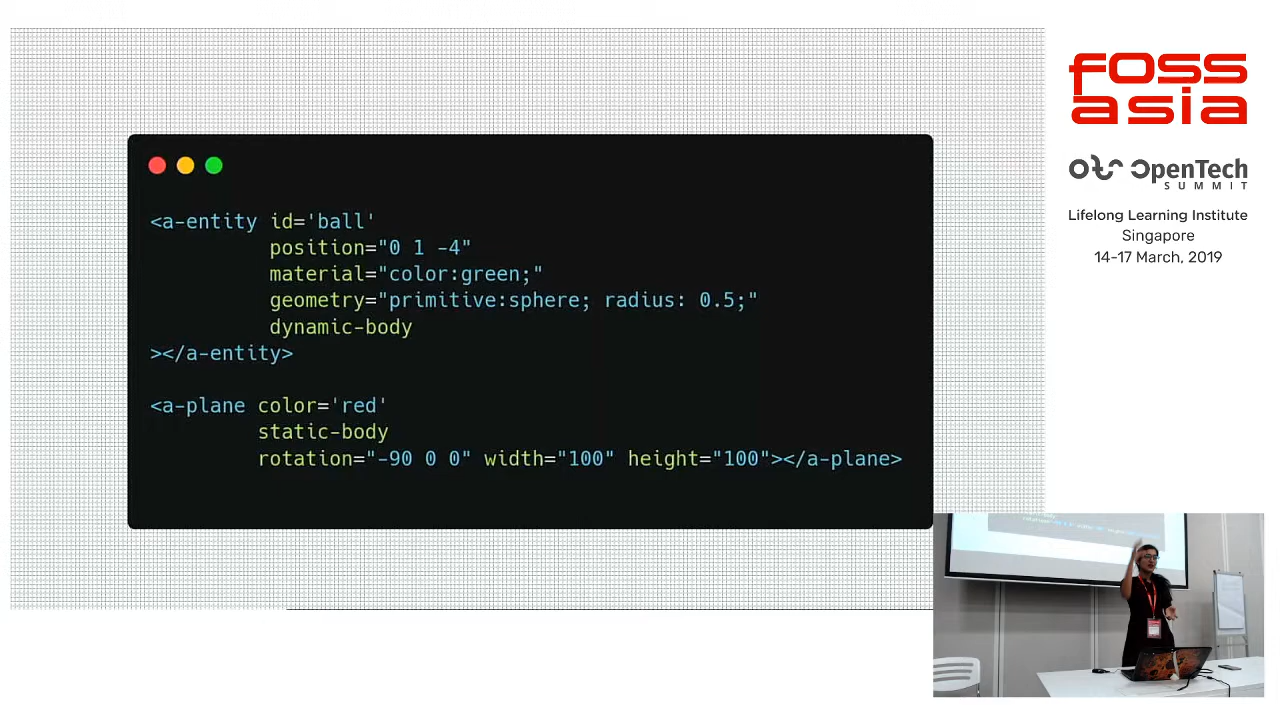 <a-entity id='ball'
position="0 1 -4"
material="color:green;"
geometry="primitive:sphere; radius: 0.5;"
dynamic-body
></a-entity>
<a-plane color='red'
static-body
rotation="-90 0 0" width="100" height="100"></a-plane>
FOSS
asia
OpenTech
SUMMIT
Lifelong Learning Institute
Singapore
14-17 March, 2019